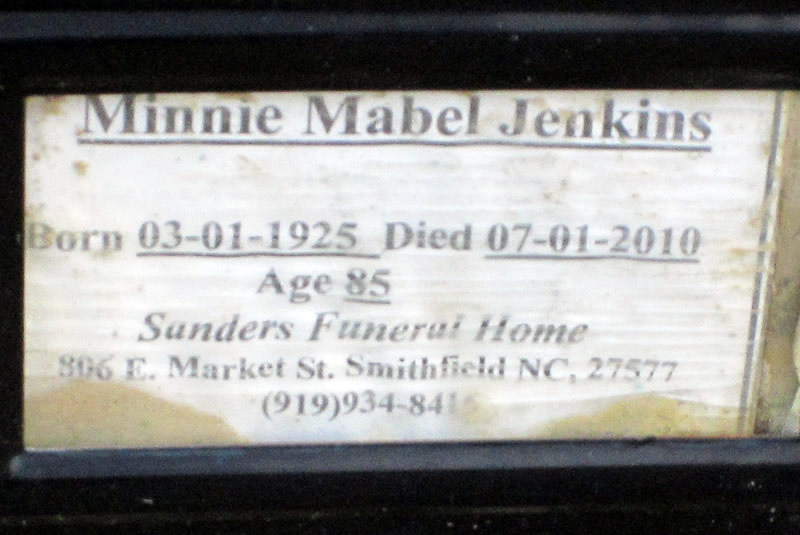 Minnie Mabel Jenkins
Born 03-01-1925 Died 07-01-2010
Age 85
Sanders Funeral Home
806 E. Market St. Smithfield NC, 27577